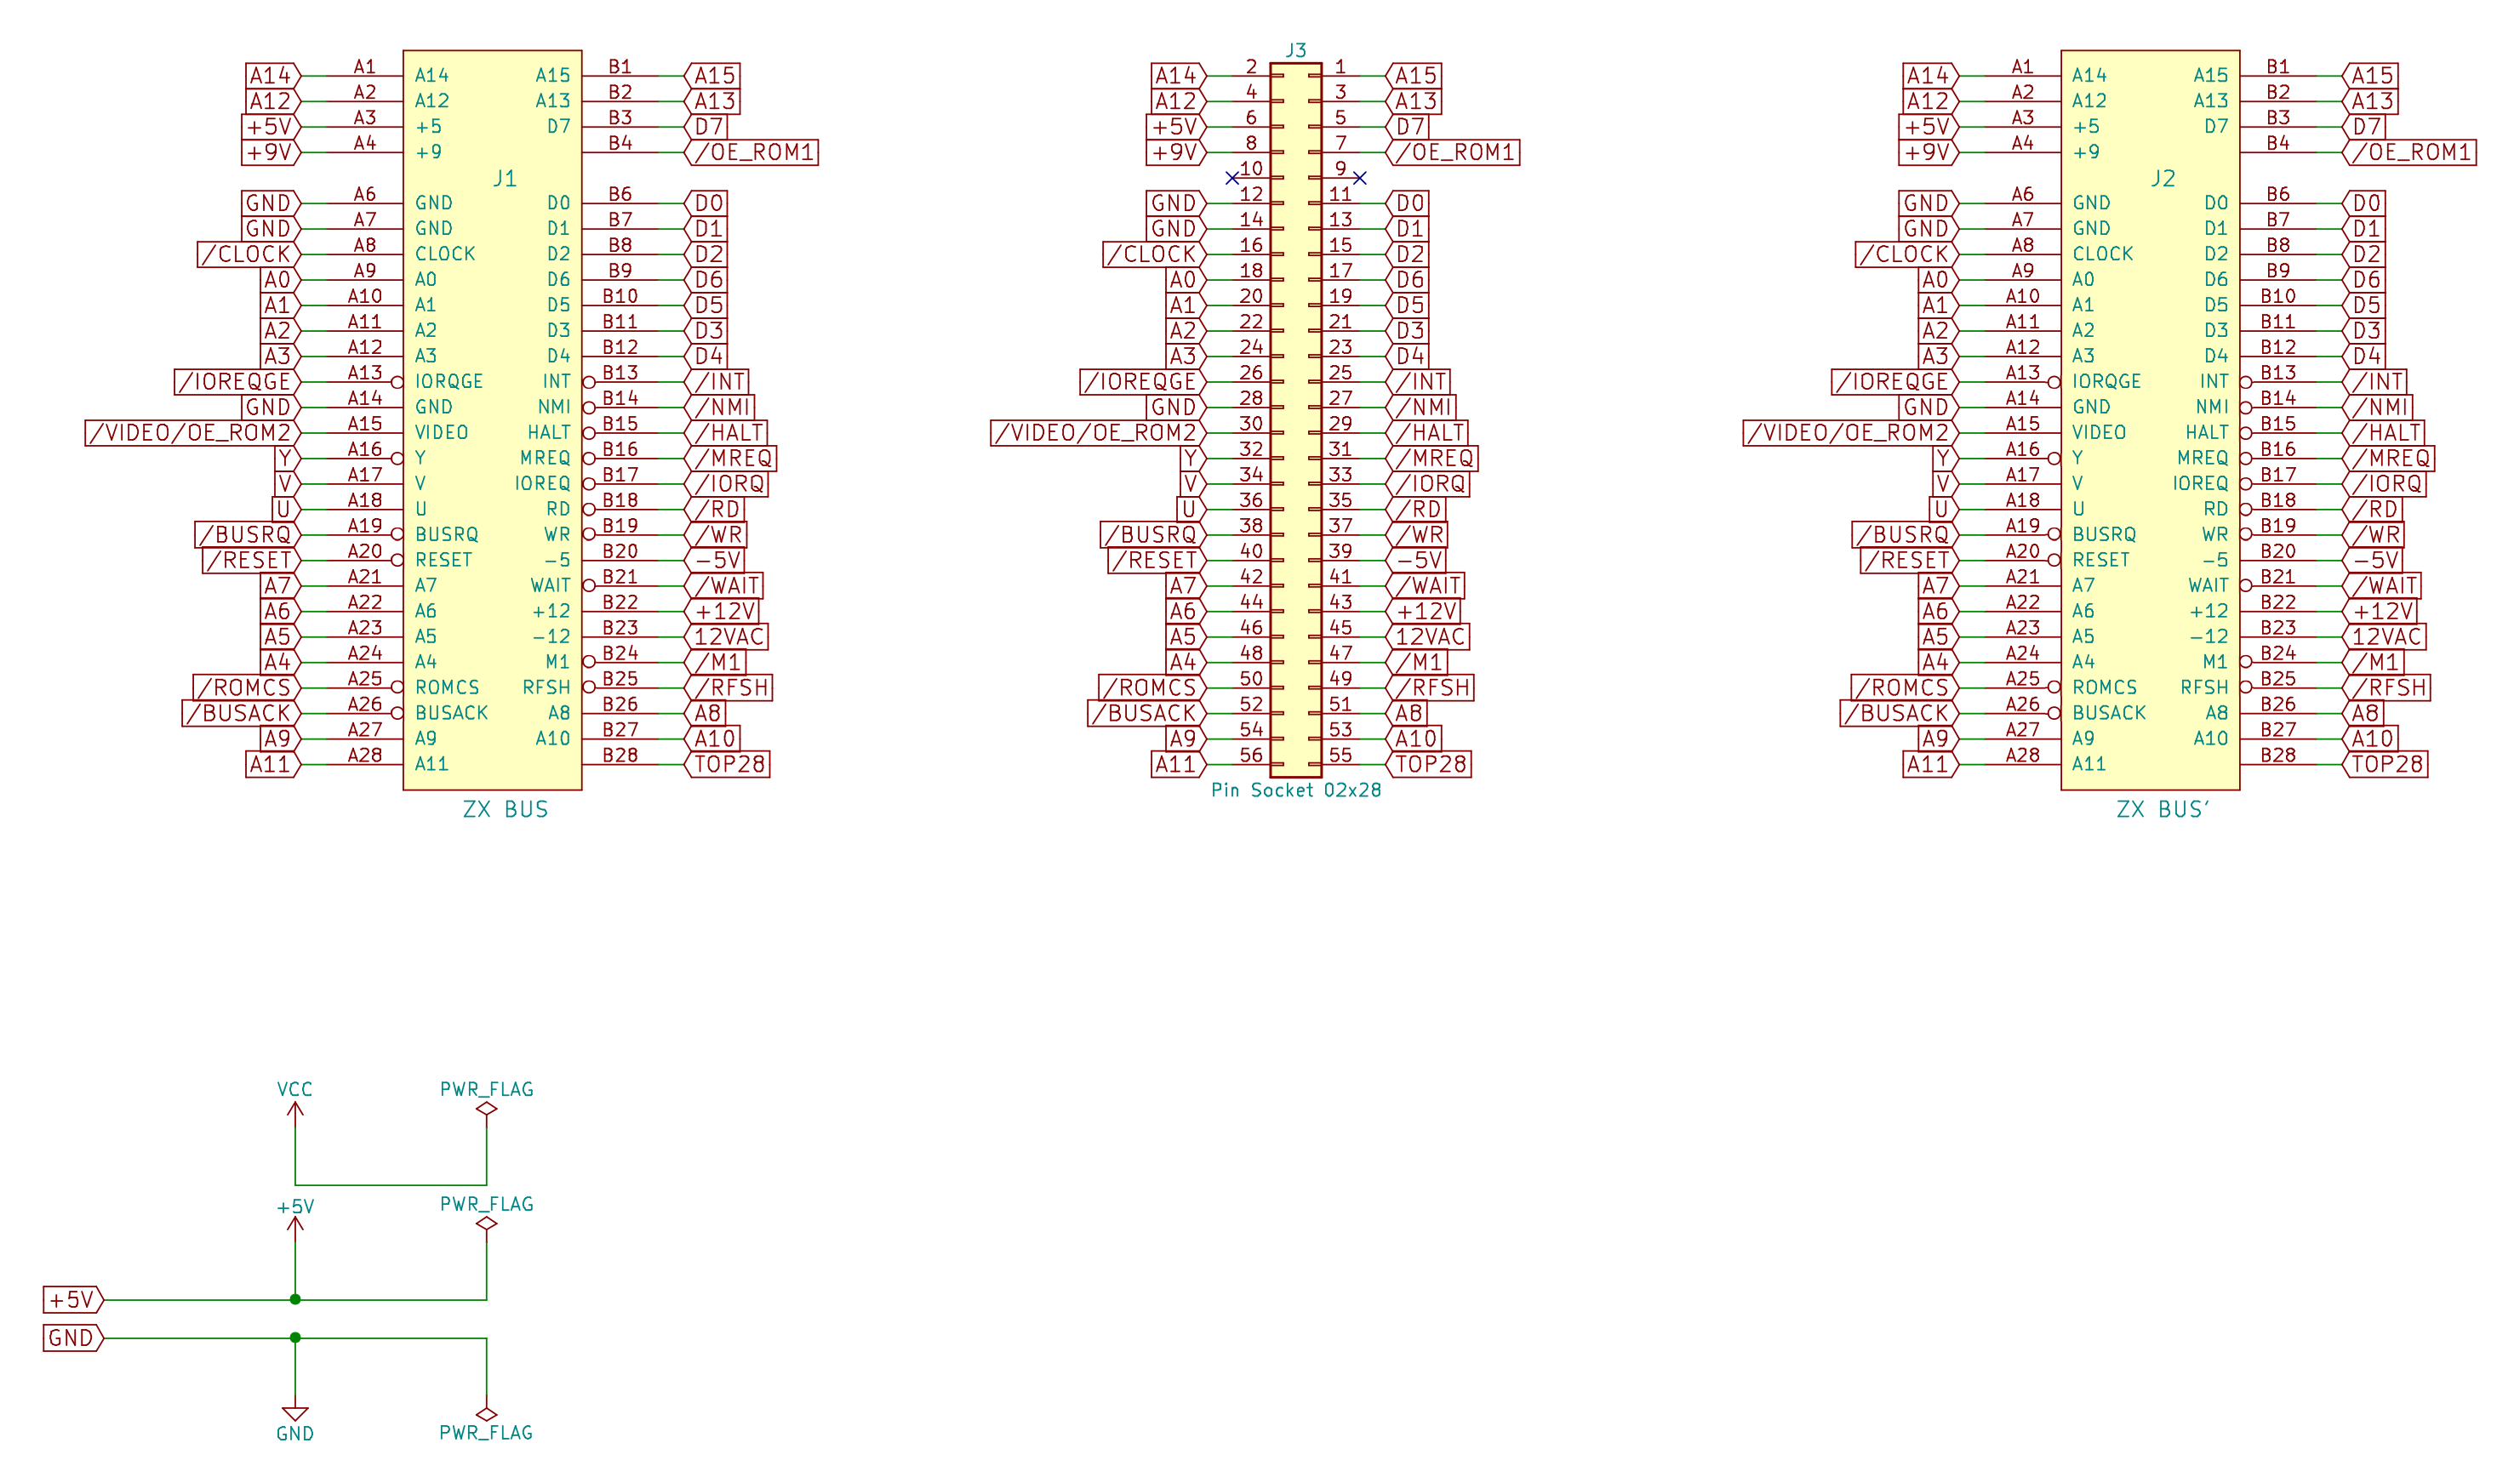 J3
A14 A1 A14 A15 B1 A15 A14 2 1 A15 A14 A1 A14 A15 B1 A15
A12 A2 A12 A13 B2 A13 A12 4 3 A13 A12 A2 A12 A13 B2 A13
+5V A3 +5 D7 B3 D7 +5V 6 5 D7 +5V A3 +5 D7 B3 D7
+9V A4 +9 B4 /OE_ROM1 +9V 8 7 /OE_ROM1 +9V A4 +9 B4 /OE_ROM1
J1 10 9 J2
GND A6 GND D0 B6 D0 GND 12 11 D0 GND A6 GND D0 B6 D0
GND A7 GND D1 B7 D1 GND 14 13 D1 GND A7 GND D1 B7 D1
/CLOCK A8 CLOCK D2 B8 D2 /CLOCK 16 15 D2 /CLOCK A8 CLOCK D2 B8 D2
A0 A9 A0 D6 B9 D6 A0 18 17 D6 A0 A9 A0 D6 B9 D6
A1 A10 A1 D5 B10 D5 A1 20 19 D5 A1 A10 A1 D5 B10 D5
A2 A11 A2 D3 B11 D3 A2 22 21 D3 A2 A11 A2 D3 B11 D3
A3 A12 A3 D4 B12 D4 A3 24 23 D4 A3 A12 A3 D4 B12 D4
/IOREQGE A13 IORQGE INT B13 /INT /IOREQGE 26 25 /INT /IOREQGE A13 IORQGE INT B13 /INT
GND A14 GND NMI B14 /NMI GND 28 27 /NMI GND A14 GND NMI B14 /NMI
/VIDEO/OE_ROM2 A15 VIDEO HALT B15 /HALT /VIDEO/OE_ROM2 30 29 /HALT /VIDEO/OE_ROM2 A15 VIDEO HALT B15 /HALT
Y A16 Y MREQ B16 /MREQ Y 32 31 /MREQ Y A16 Y MREQ B16 /MREQ
V A17 V IOREQ B17 /IORQ V 34 33 /IORQ V A17 V IOREQ B17 /IORQ
U A18 U RD B18 /RD U 36 35 /RD U A18 U RD B18 /RD
/BUSRQ A19 BUSRQ WR B19 /WR /BUSRQ 38 37 /WR /BUSRQ A19 BUSRQ WR B19 /WR
/RESET A20 RESET -5 B20 -5V /RESET 40 39 -5V /RESET A20 RESET -5 B20 -5V
A7 A21 A7 WAIT B21 /WAIT A7 42 41 /WAIT A7 A21 A7 WAIT B21 /WAIT
A6 A22 A6 +12 B22 +12V A6 44 43 +12V A6 A22 A6 +12 B22 +12V
A5 A23 A5 -12 B23 12VAC A5 46 45 12VAC A5 A23 A5 -12 B23 12VAC
A4 A24 A4 M1 B24 /M1 A4 48 47 /M1 A4 A24 A4 M1 B24 /M1
/ROMCS A25 ROMCS RFSH B25 /RFSH /ROMCS 50 49 /RFSH /ROMCS A25 ROMCS RFSH B25 /RFSH
/BUSACK A26 BUSACK A8 B26 A8 /BUSACK 52 51 A8 /BUSACK A26 BUSACK A8 B26 A8
A9 A27 A9 A10 B27 A10 A9 54 53 A10 A9 A27 A9 A10 B27 A10
A11 A28 A11 B28 TOP28 A11 56 55 TOP28 A11 A28 A11 B28 TOP28
ZX BUS Pin Socket 02x28 ZX BUS'
VCC PWR_FLAG
+5V PWR_FLAG
+5V
GND
GND PWR_FLAG